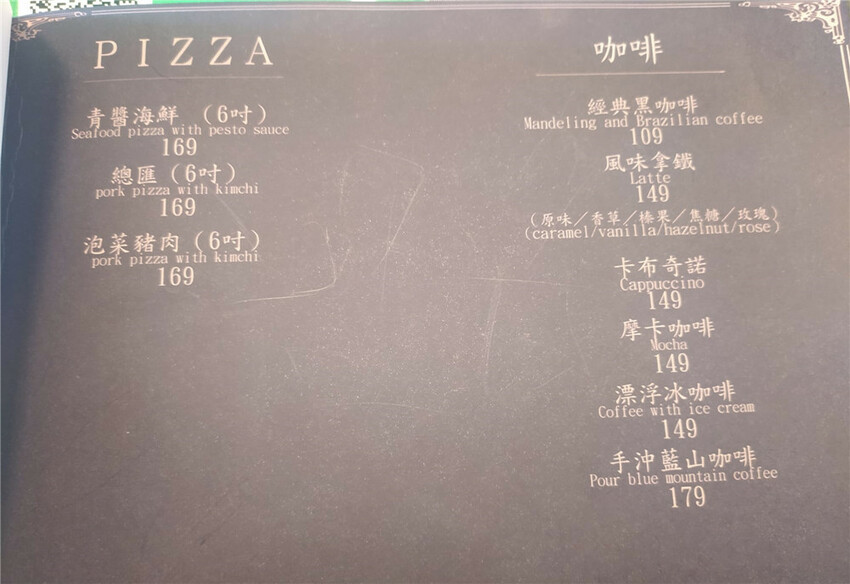 PIZZA
青醬海鮮 (6吋)
Seafood pizza with pesto sauce
169
總匯(6吋)
pork pizza with kimchi
169
泡菜豬肉(6吋)
pork pizza with kimchi
169
咖啡
經典黑咖啡
Mandeling and Brazilian coffee
109
風味拿鐵
Latte
149
(原味／香草／榛果／焦糖／玫瑰)
(caramel/vanilla/hazelnut/rose)
卡布奇諾
Cappuccino
149
摩卡咖啡
Mocha
149
漂浮冰咖啡
Coffee with ice cream
149
手沖藍山咖啡
Pour blue mountain coffee
179